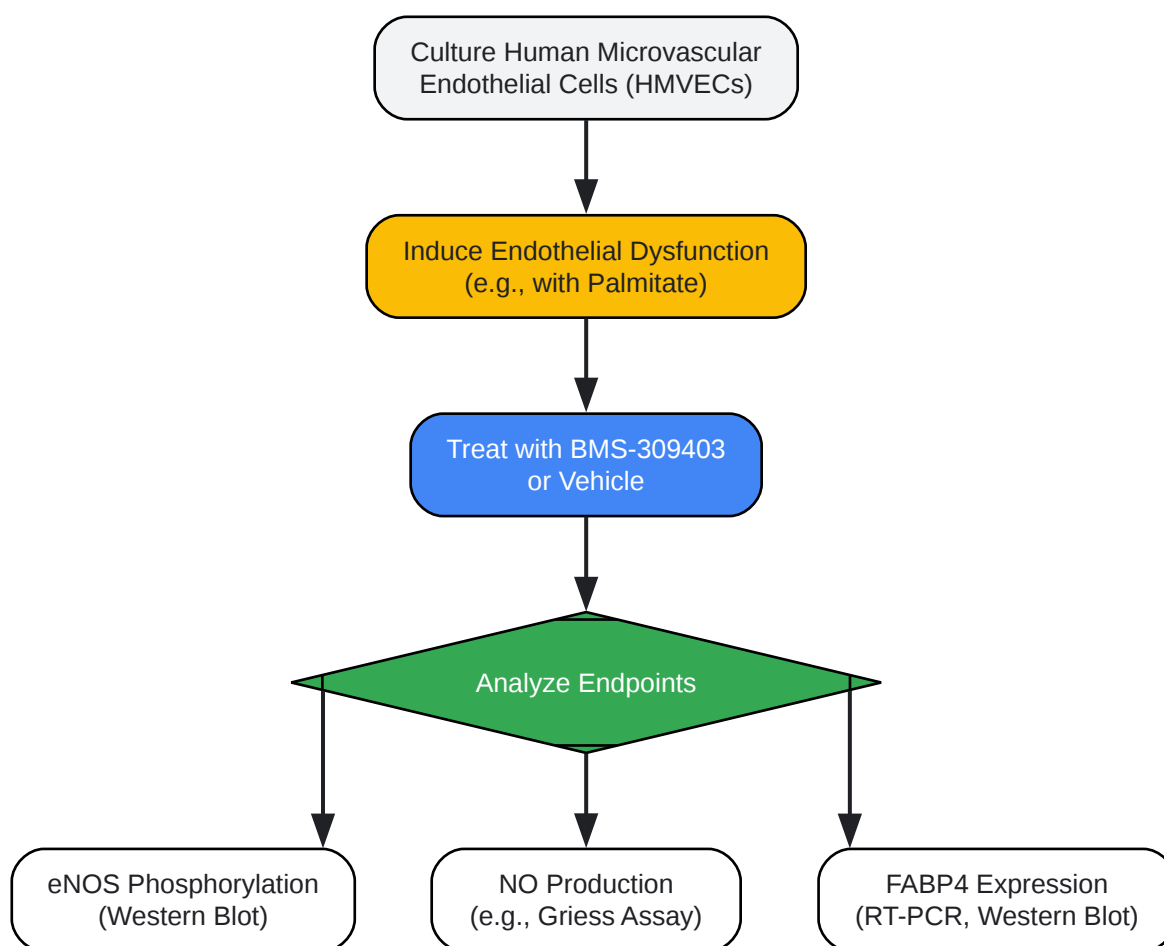 Culture Human Microvascular
Endothelial Cells (HMVECs)
Induce Endothelial Dysfunction
(e.g., with Palmitate)
Treat with BMS-309403
or Vehicle
Analyze Endpoints
eNOS Phosphorylation
(Western Blot)
NO Production
(e.g., Griess Assay)
FABP4 Expression
(RT-PCR, Western Blot)